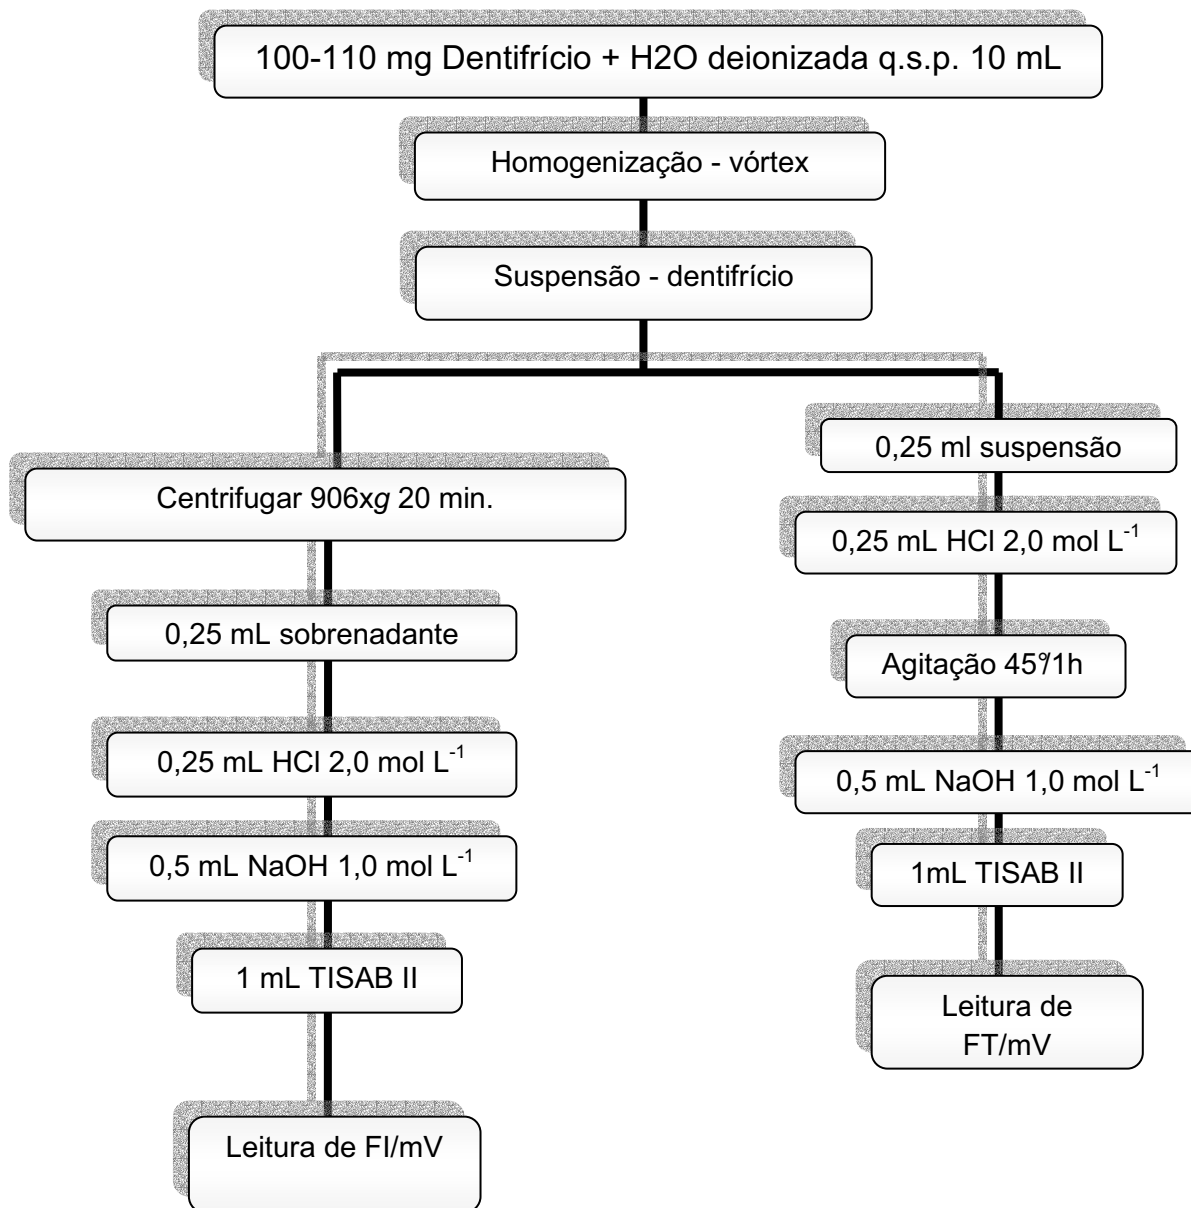 100-110 mg Dentifrício + H2O deionizada q.s.p. 10 mL
Homogenização - vórtex
Suspensão - dentifrício
Centrifugar 906xg 20 min.
0,25 mL sobrenadante
0,25 mL HCl 2,0 mol L⁻¹
0,5 mL NaOH 1,0 mol L⁻¹
1 mL TISAB II
Leitura de FI/mV
0,25 ml suspensão
0,25 mL HCl 2,0 mol L⁻¹
Agitação 45º/1h
0,5 mL NaOH 1,0 mol L⁻¹
1mL TISAB II
Leitura de
FT/mV